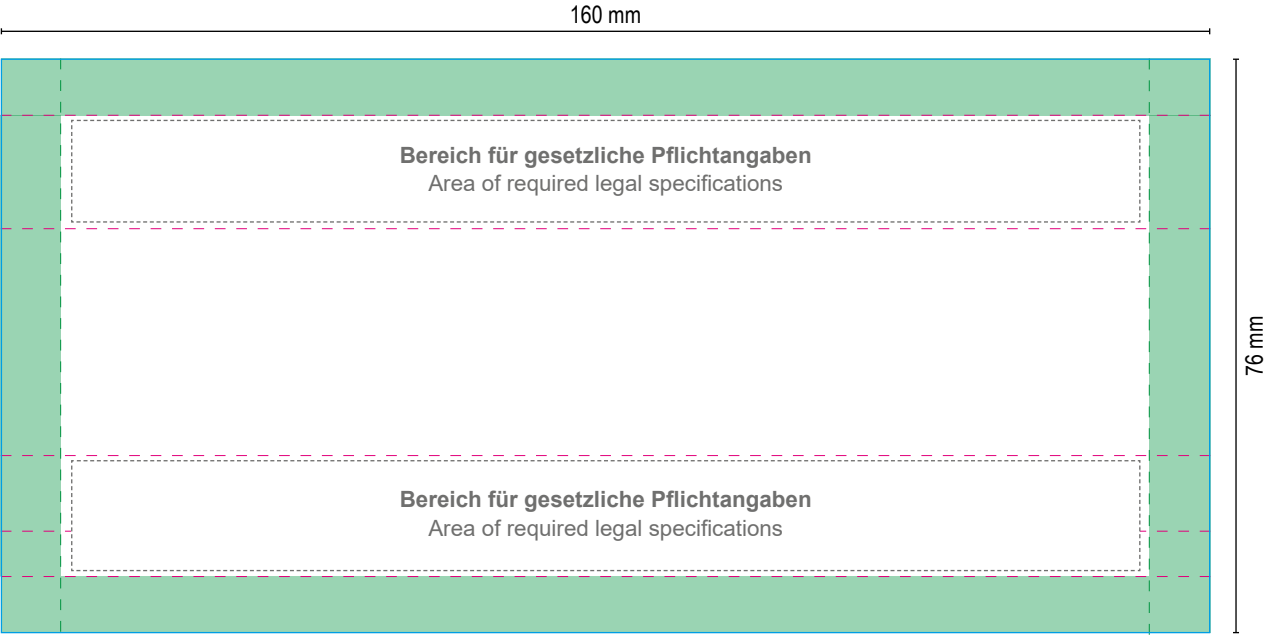 160 mm
Bereich für gesetzliche Pflichtangaben
Area of required legal specifications
76 mm
Bereich für gesetzliche Pflichtangaben
Area of required legal specifications